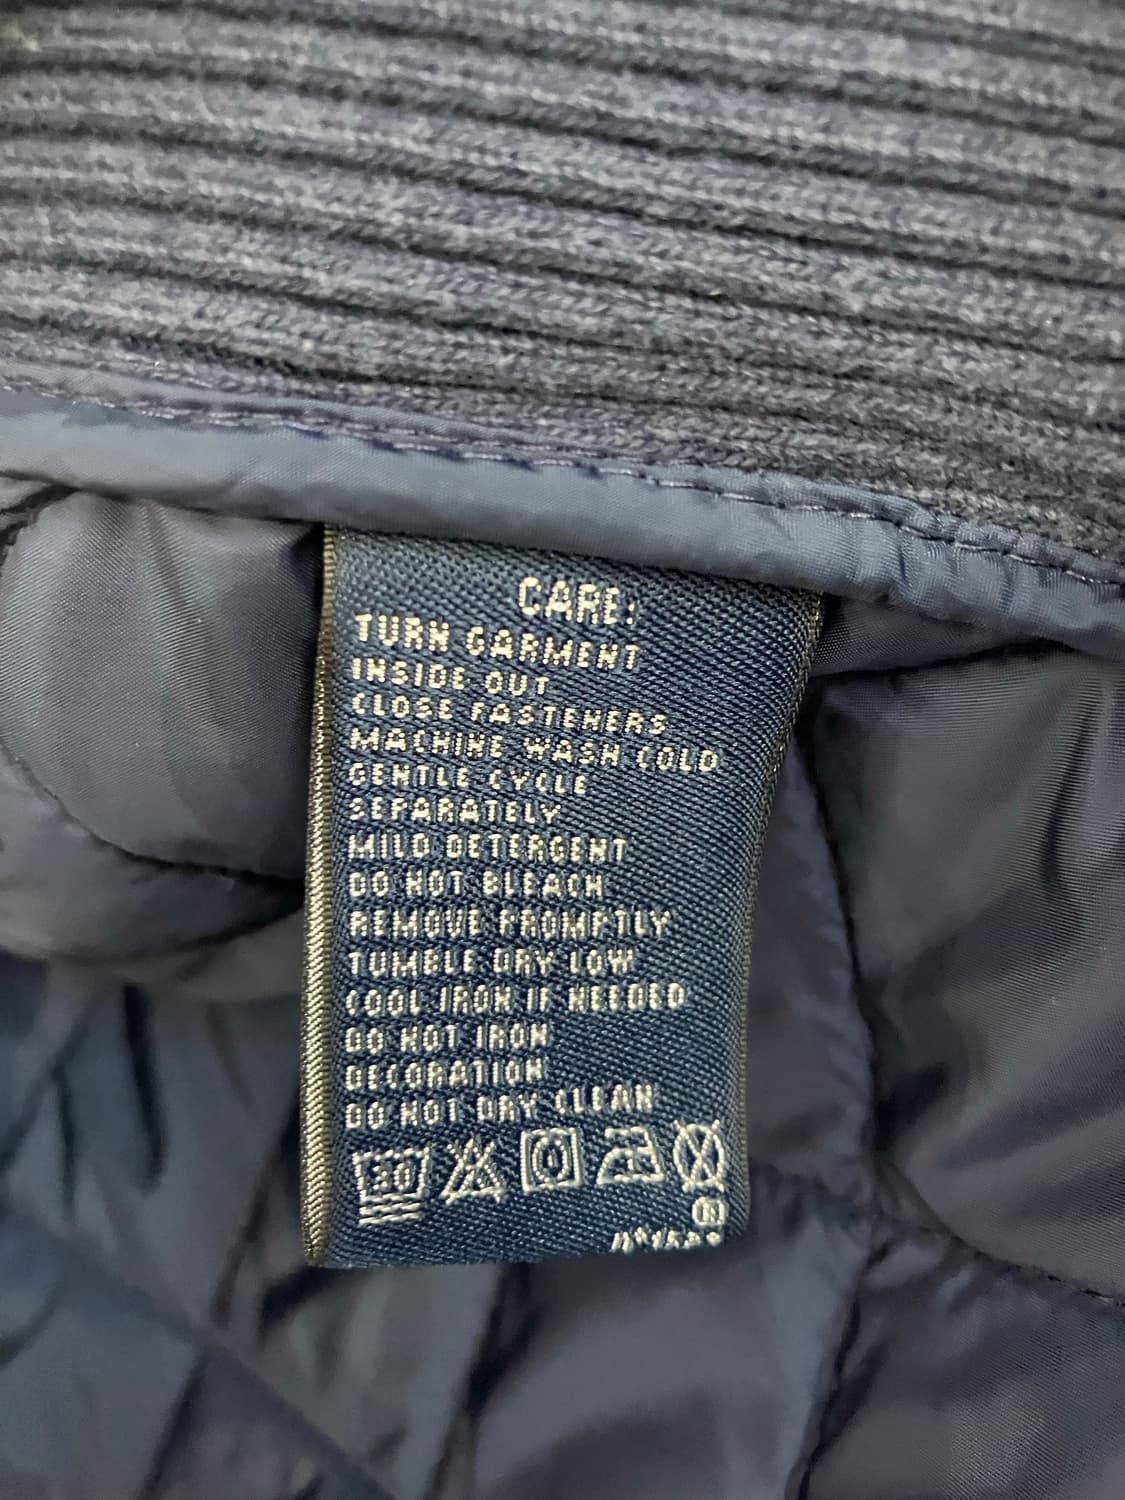 CARE:
TURN GARMENT
INSIDE OUT
CLOSE FASTENERS
MACHINE WASH COLD
GENTLE CYCLE
SEPARATELY
MILD DETERGENT
DO NOT BLEACH
REMOVE PROMPTLY
TUMBLE DRY LOW
COOL IRON IF NEEDED
DO NOT IRON
DECORATION
DO NOT DRY CLEAN
30